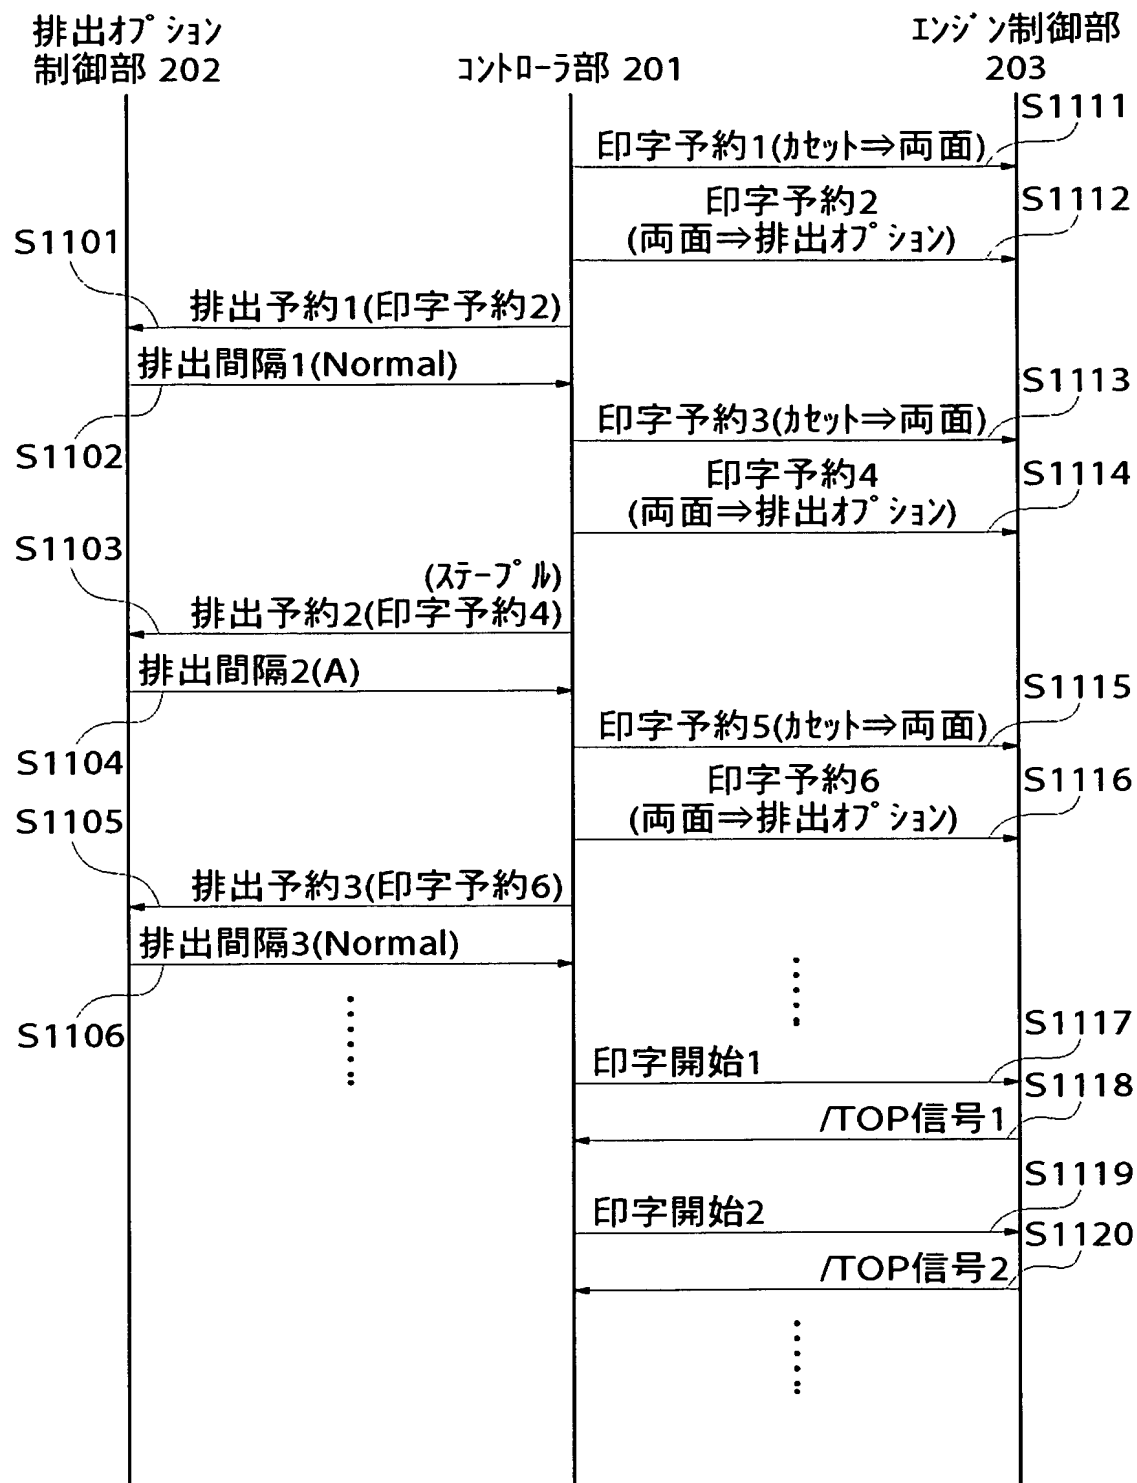 排出ｵﾌﾟｼｮﾝ
制御部 202
ｺﾝﾄﾛｰﾗ部 201
ｴﾝｼﾞﾝ制御部
203
S1111
印字予約1(ｶｾｯﾄ⇒両面)
印字予約2
S1112
(両面⇒排出ｵﾌﾟｼｮﾝ)
S1101
排出予約1(印字予約2)
排出間隔1(Normal)
S1113
印字予約3(ｶｾｯﾄ⇒両面)
S1102
印字予約4
S1114
(両面⇒排出ｵﾌﾟｼｮﾝ)
S1103
(ｽﾃｰﾌﾟﾙ)
排出予約2(印字予約4)
排出間隔2(A)
S1115
印字予約5(ｶｾｯﾄ⇒両面)
S1104
印字予約6
S1116
(両面⇒排出ｵﾌﾟｼｮﾝ)
S1105
排出予約3(印字予約6)
排出間隔3(Normal)
S1106
S1117
印字開始1
S1118
/TOP信号1
S1119
印字開始2
S1120
/TOP信号2